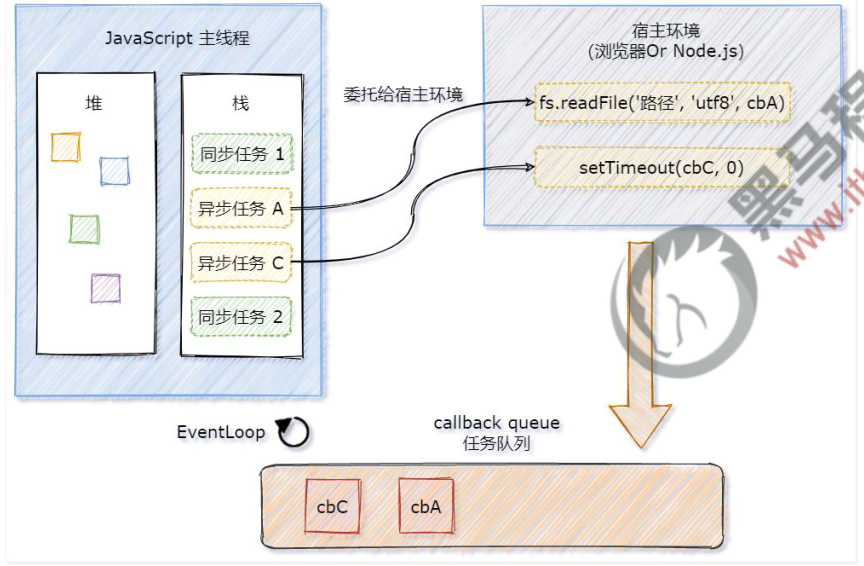 JavaScript 主线程
堆
栈
同步任务 1
异步任务 A
异步任务 C
同步任务 2
委托给宿主环境
宿主环境
(浏览器Or Node.js)
fs.readFile('路径', 'utf8', cbA)
setTimeout(cbC, 0)
黑马程
www.ith
EventLoop
callback queue
任务队列
cbC
cbA